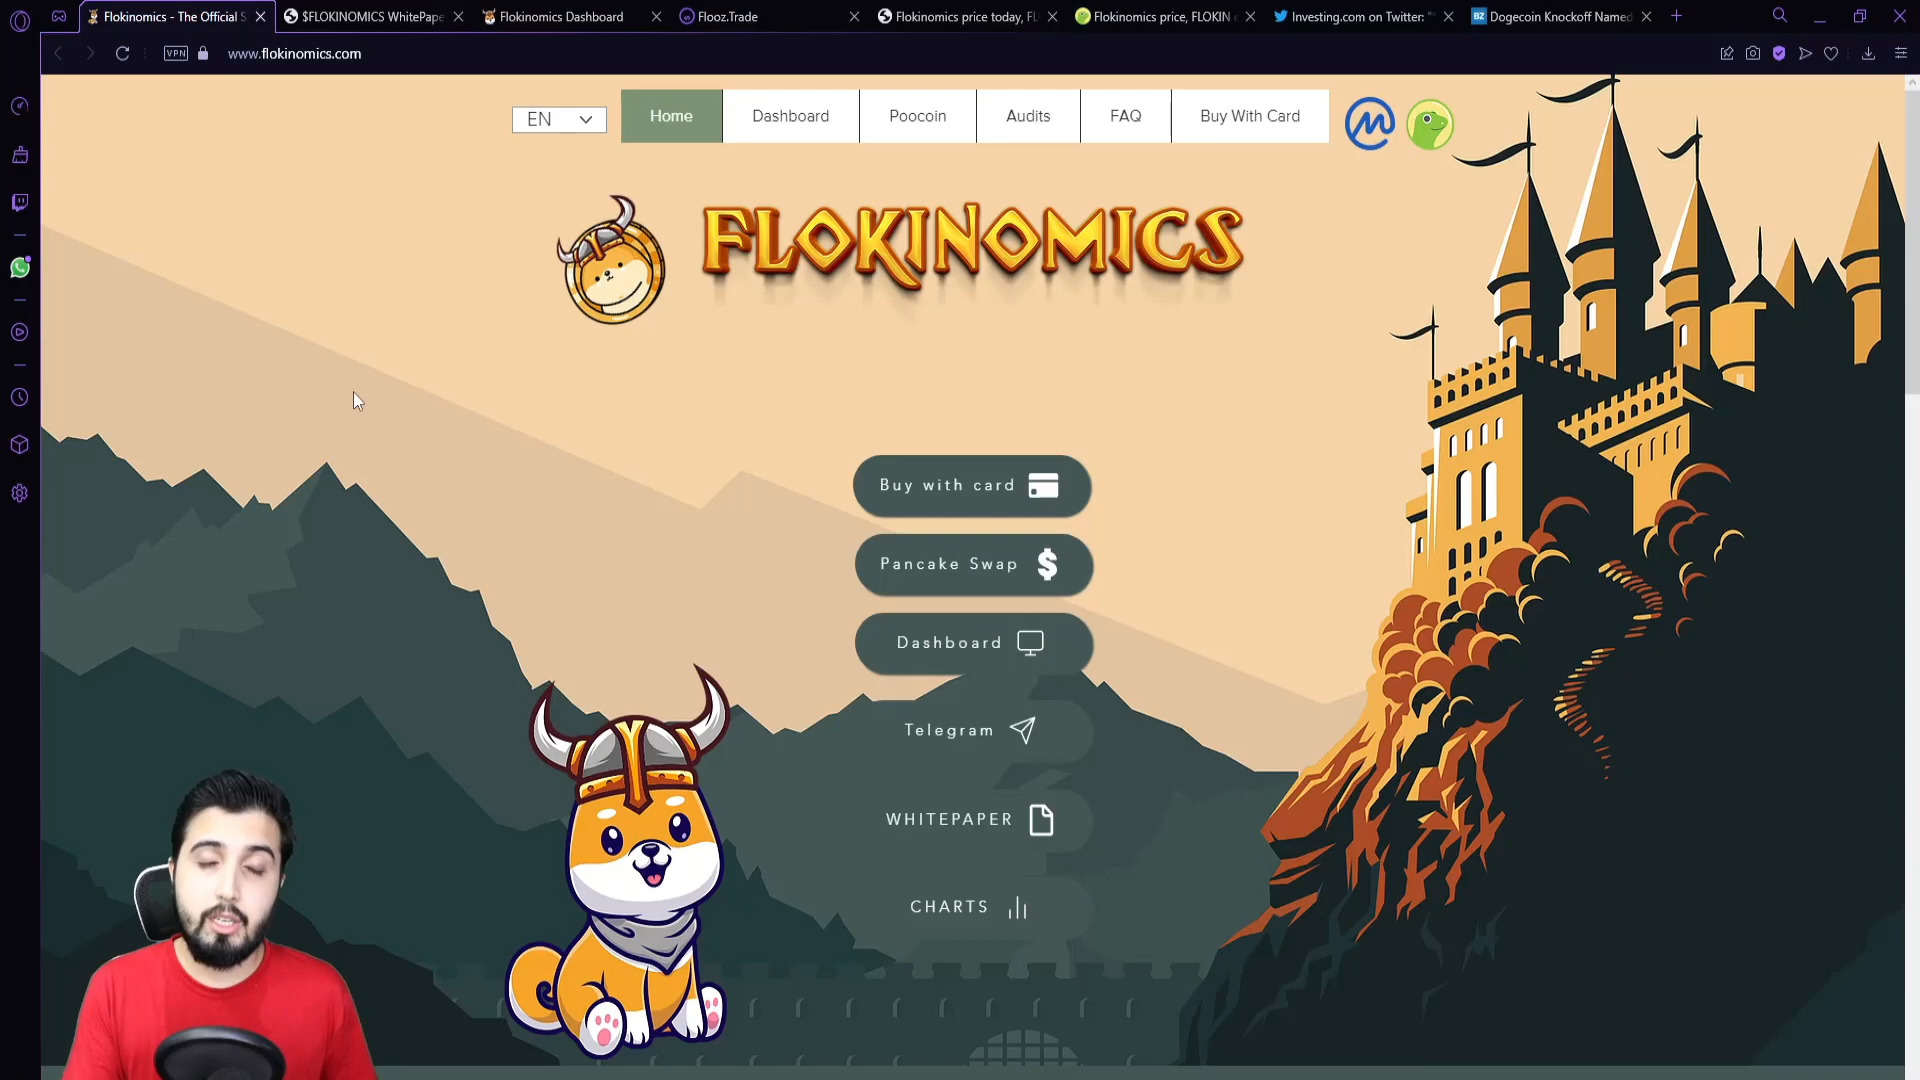 Flokinomics - The Official S
$FLOKINOMICS WhitePape
Flokinomics Dashboard
Flooz.Trade
Flokinomics price today, FL
Flokinomics price, FLOKIN
Investing.com on Twitter: "
BZ
Dogecoin Knockoff Named
VPN
www.flokinomics.com
EN
Home
Dashboard
Poocoin
Audits
FAQ
Buy With Card
FLOKINOMICS
Buy with card
Pancake Swap
Dashboard
Telegram
WHITEPAPER
CHARTS